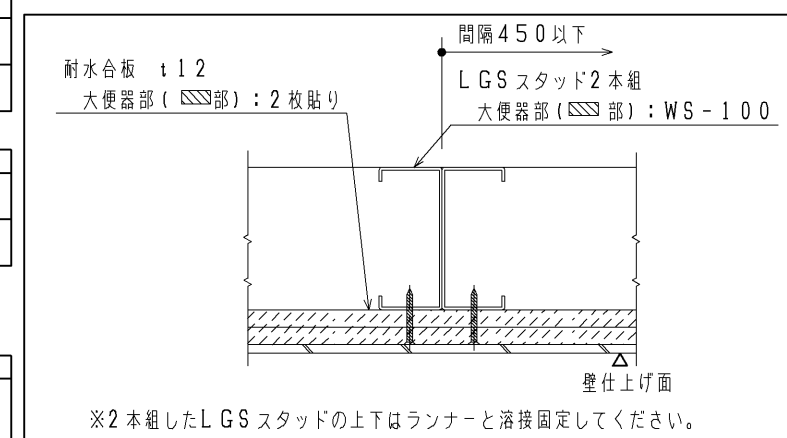 間隔450以下
耐水合板 t12
大便器部(部):2枚貼り
LGSスタッド2本組
大便器部(部):WS-100
壁仕上げ面
※2本組したLGSスタッドの上下はランナーと溶接固定してください。